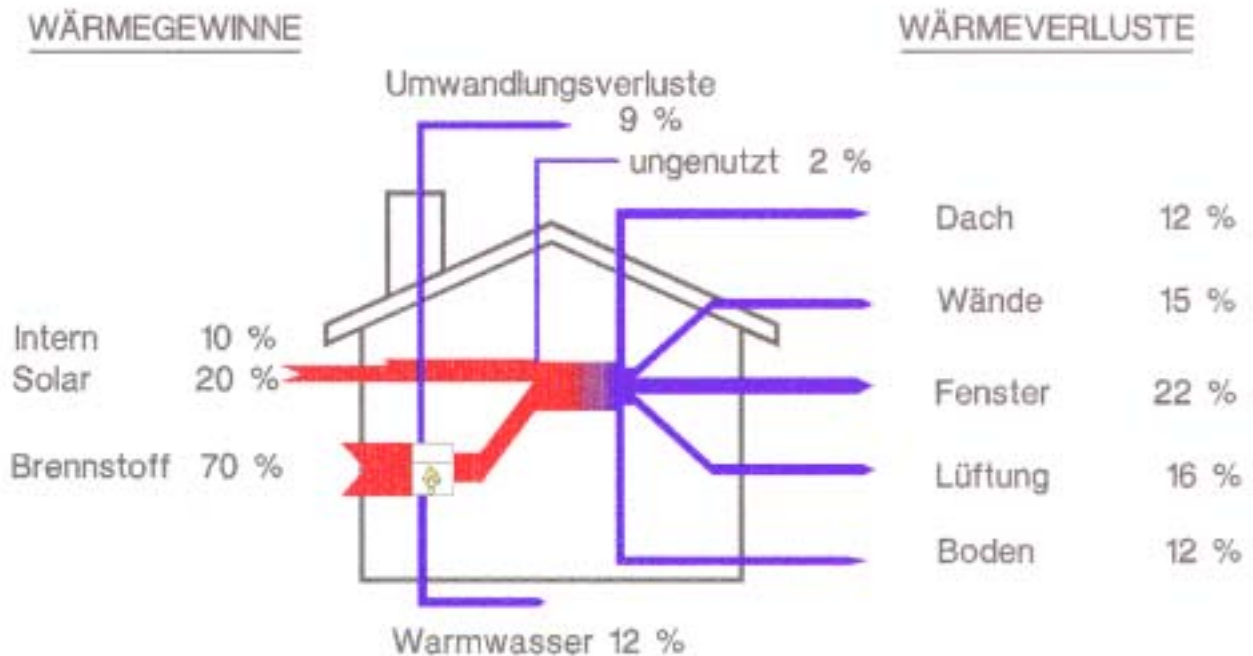 WÄRMEGEWINNE
WÄRMEVERLUSTE
Umwandlungsverluste
9 %
ungenutzt 2 %
Dach 12 %
Wände 15 %
Intern 10 %
Solar 20 %
Fenster 22 %
Brennstoff 70 %
Lüftung 16 %
Boden 12 %
Warmwasser 12 %